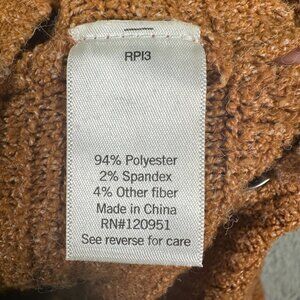 RPI3
94% Polyester
2% Spandex
4% Other fiber
Made in China
RN#120951
See reverse for care